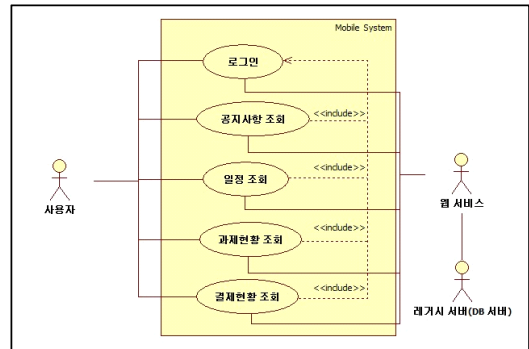 Mobile System
로그인
<<include>>
공지사항 조회
<<include>>
일정 조회
사용자
웹 서비스
<<include>>
과제현황 조회
<<include>>
결제현황 조회
레거시 서버(DB 서버)